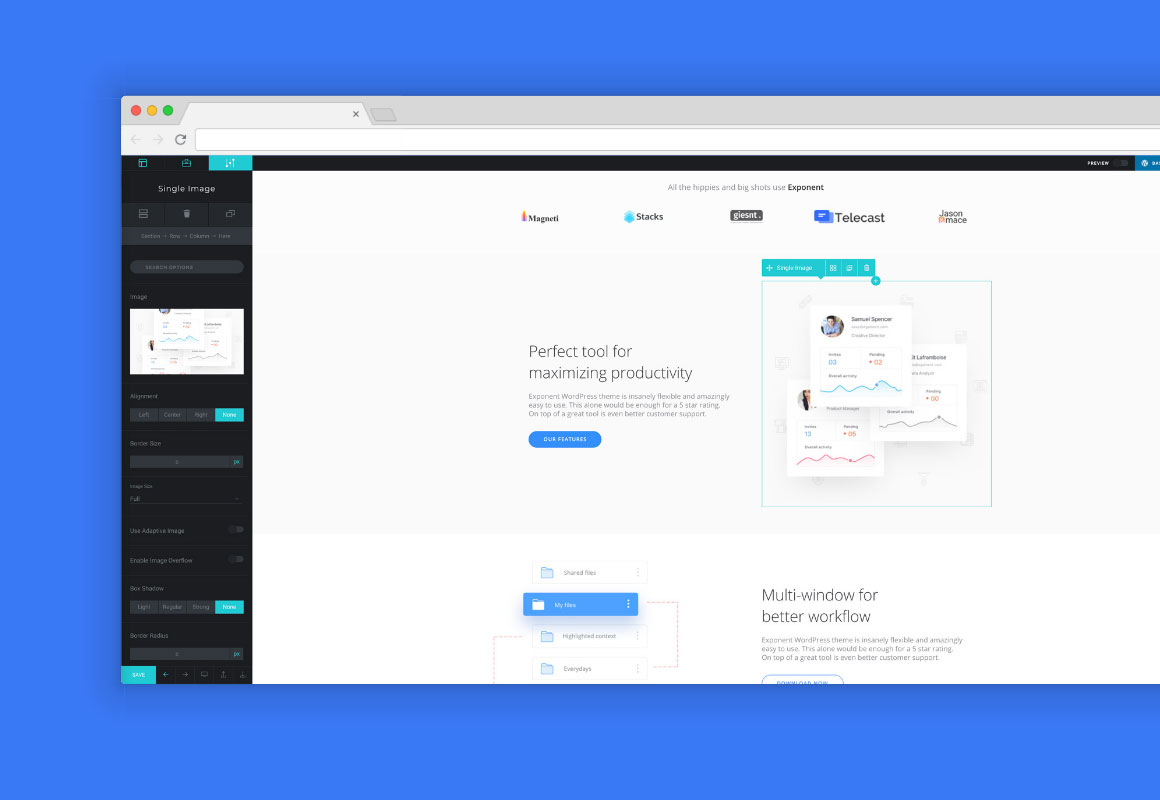 PREVIEW
Single Image
Section → Row → Column → Here
SEARCH OPTIONS
Image
Alignment
Left Center Right None
Border Size
0 px
Image Size
Full
Use Adaptive Image
Enable Image Overflow
Box Shadow
Light Regular Strong None
Border Radius
0 px
SAVE
All the hippies and big shots use Exponent
Magneti
Stacks
giesnt.
Telecast
Jason
mace
Single Image
Perfect tool for
maximizing productivity
Exponent WordPress theme is insanely flexible and amazingly
easy to use. This alone would be enough for a 5 star rating.
On top of a great tool is even better customer support.
OUR FEATURES
Samuel Spencer
Creative Director
Invites Pending
03 02
Overall activity
Laframboise
Analyst
Pending
00
Overall activity
Product Manager
Invites Pending
13 05
Overall activity
Shared files
My files
Highlighted context
Everydays
Multi-window for
better workflow
Exponent WordPress theme is insanely flexible and amazingly
easy to use. This alone would be enough for a 5 star rating.
On top of a great tool is even better customer support.
DOWNLOAD NOW